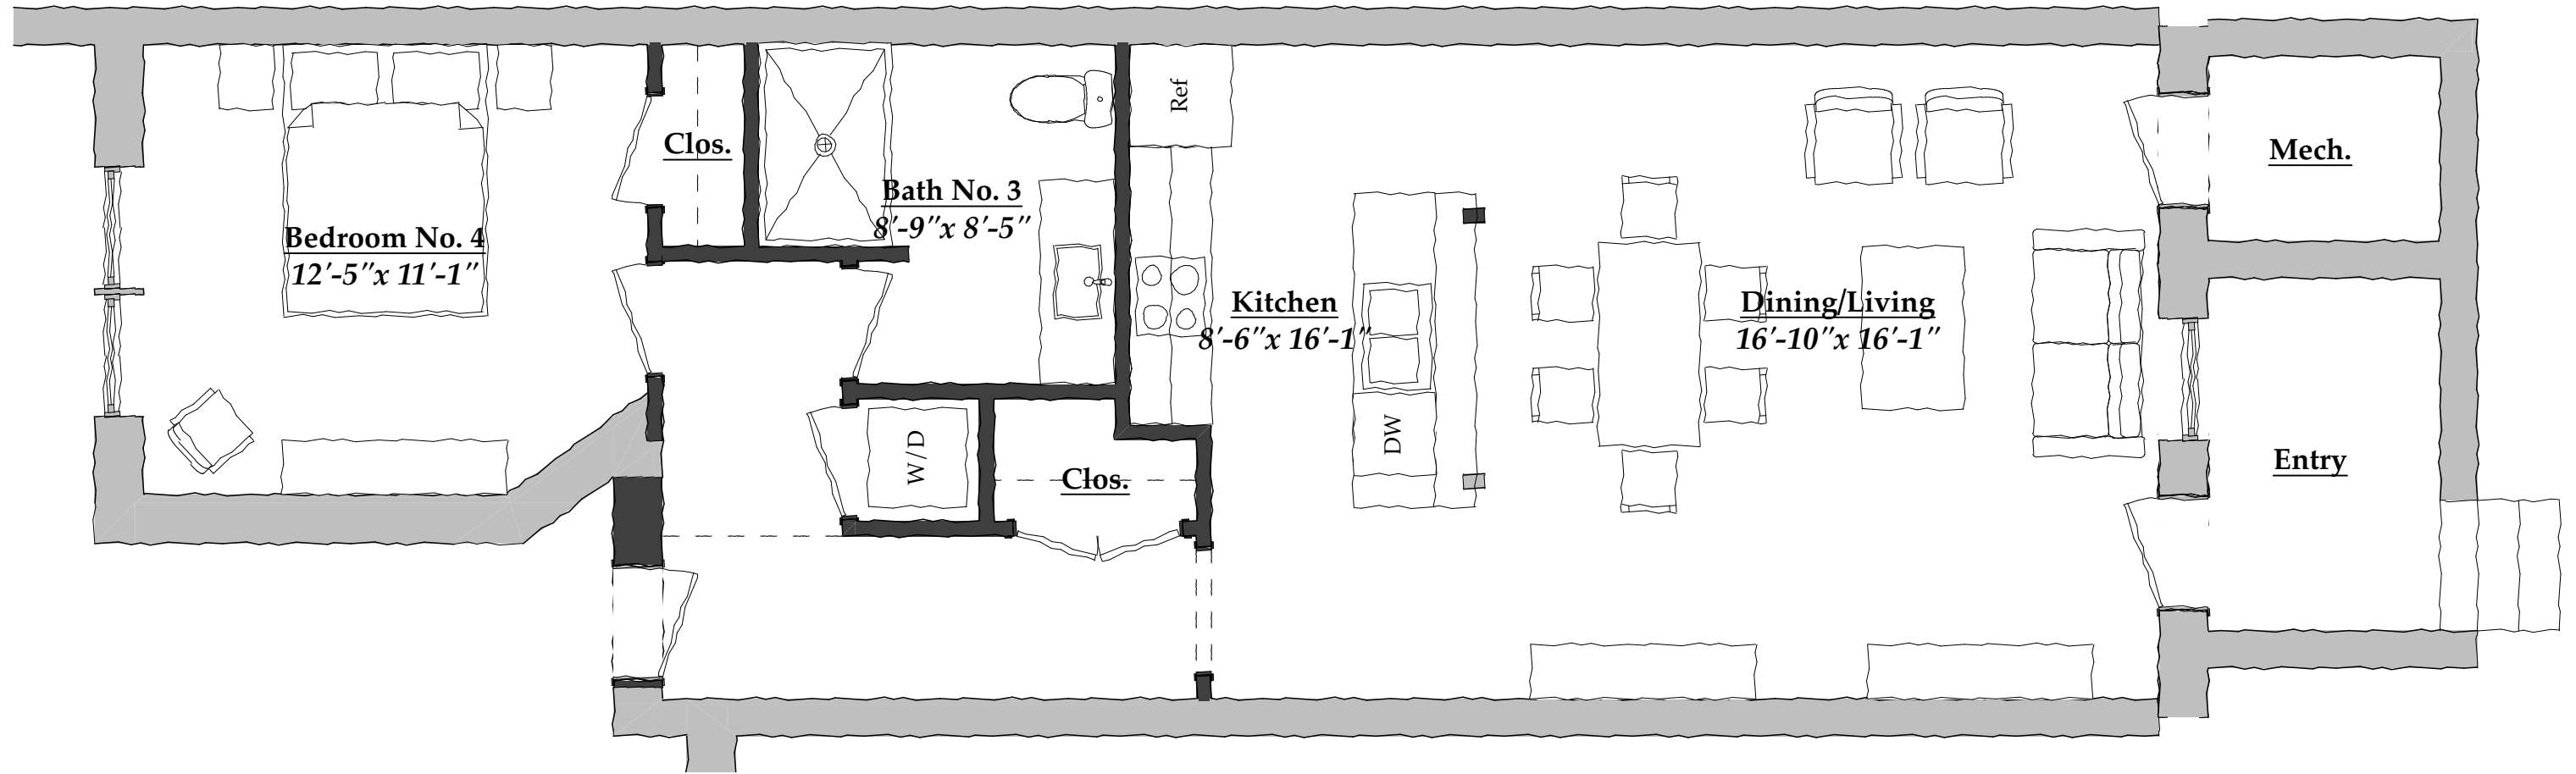 Ref
Clos.
Mech.
Bath No. 3
8'-9"x 8'-5"
Bedroom No. 4
12'-5"x 11'-1"
Kitchen
8'-6"x 16'-1"
Dining/Living
16'-10"x 16'-1"
DW
W/D
Clos.
Entry